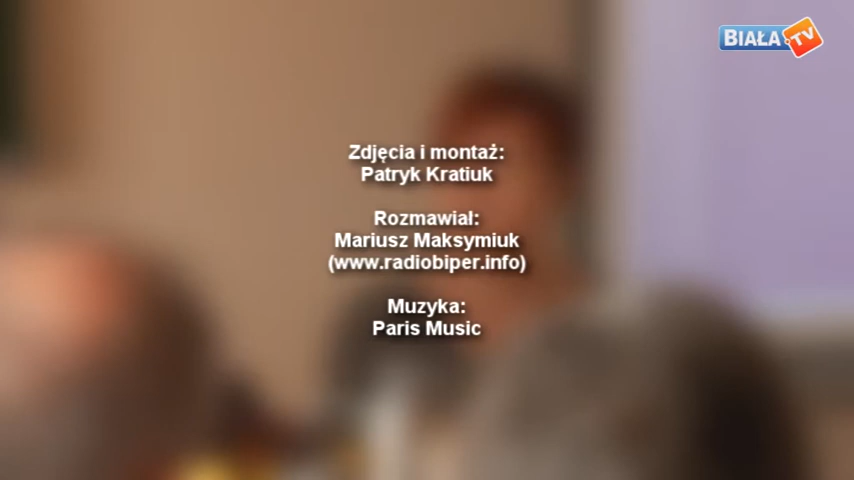 BIAŁA TV
Zdjęcia i montaż:
Patryk Kratiuk
Rozmawiał:
Mariusz Maksymiuk
(www.radiobiper.info)
Muzyka:
Paris Music